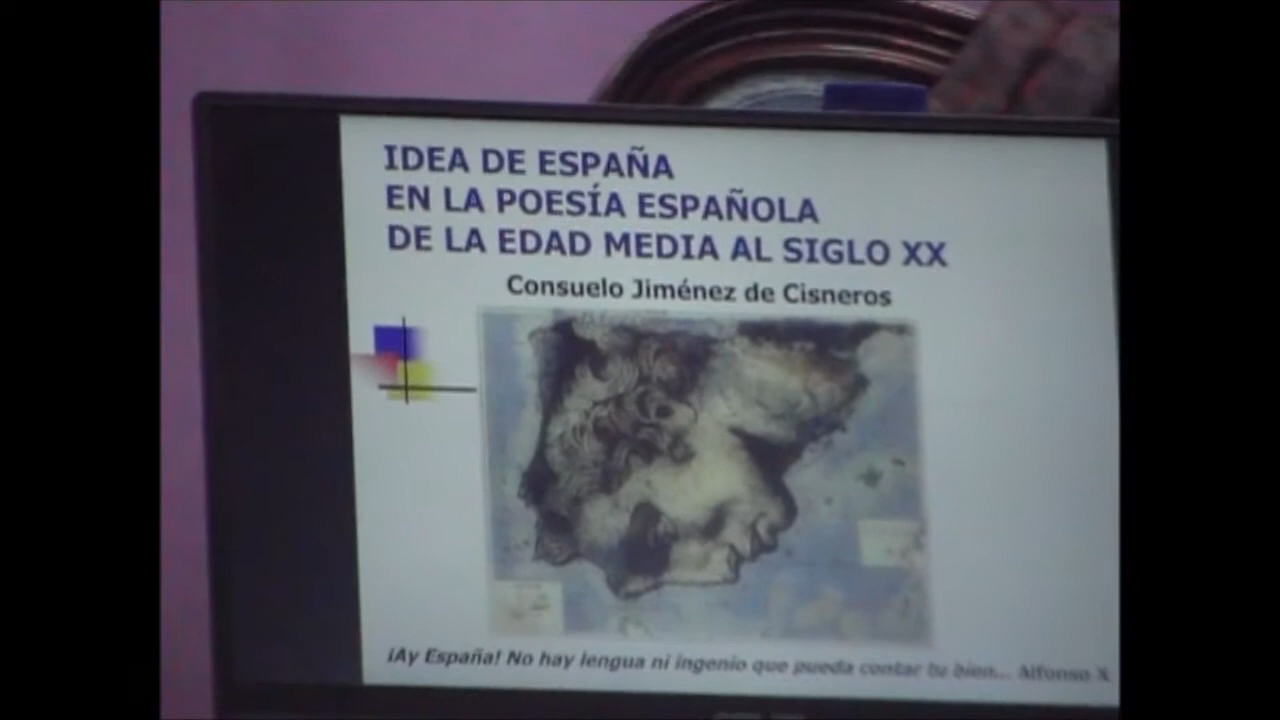 IDEA DE ESPAÑA
EN LA POESÍA ESPAÑOLA
DE LA EDAD MEDIA AL SIGLO XX
Consuelo Jiménez de Cisneros
¡Ay España! No hay lengua ni ingenio que pueda contar tu bien... Alfonso X